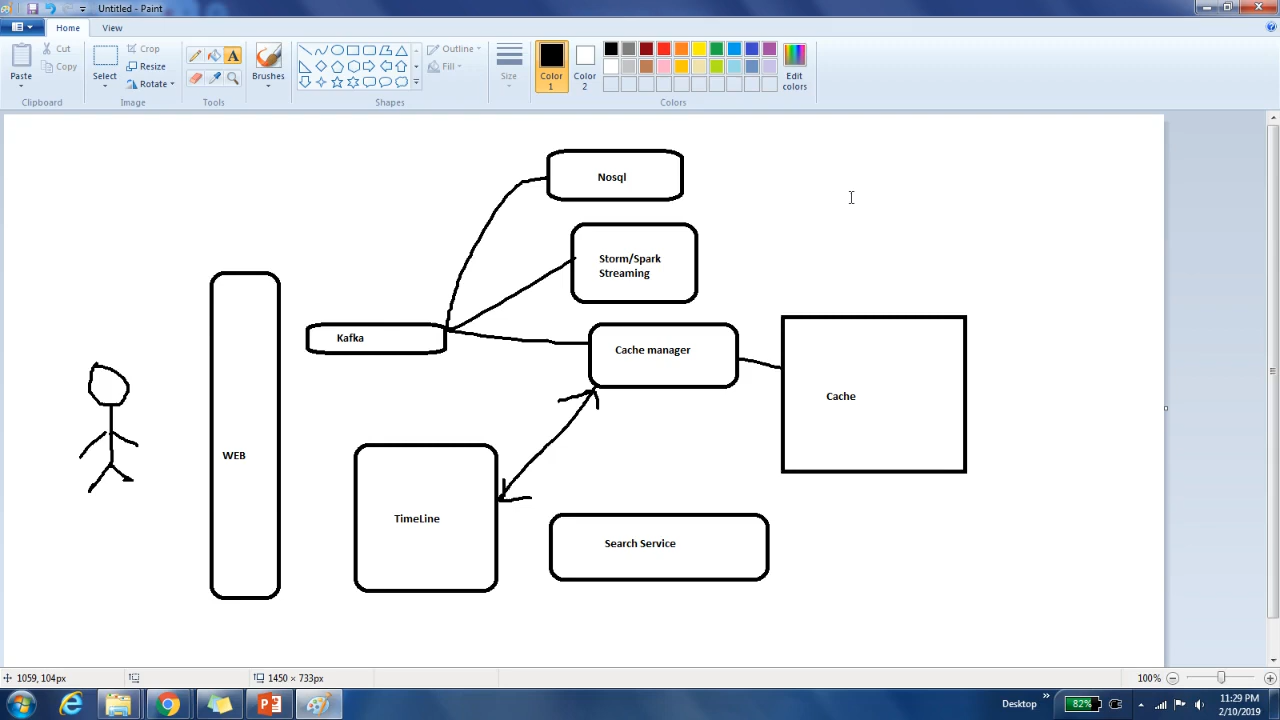 Untitled - Paint
Home
View
Paste
Cut
Copy
Clipboard
Select
Crop
Resize
Rotate
Image
Tools
Brushes
Shapes
Outline
Fill
Size
Color
1
Color
2
Edit
colors
Colors
Nosql
Storm/Spark
Streaming
Kafka
Cache manager
Cache
WEB
TimeLine
Search Service
1059, 104px
1450 × 733px
100%
Desktop
82%
11:29 PM
2/10/2019